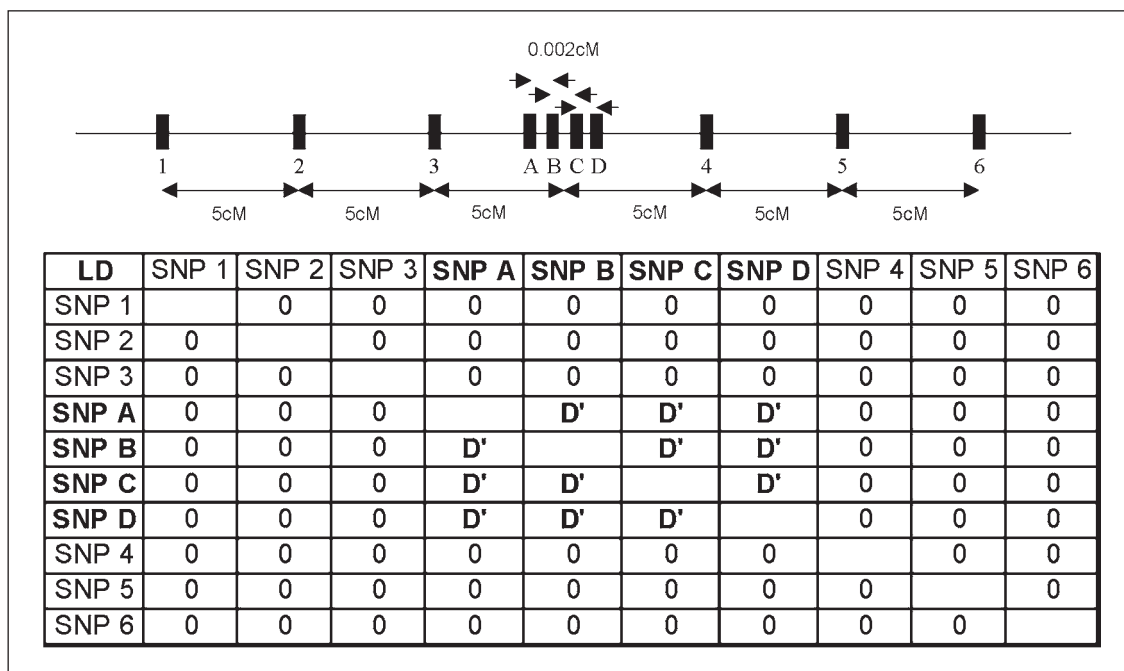 0.002cM
1 2 3 A B C D 4 5 6
5cM 5cM 5cM 5cM 5cM 5cM
LD SNP 1 SNP 2 SNP 3 SNP A SNP B SNP C SNP D SNP 4 SNP 5 SNP 6
SNP 1 0 0 0 0 0 0 0 0 0
SNP 2 0 0 0 0 0 0 0 0 0
SNP 3 0 0 0 0 0 0 0 0 0
SNP A 0 0 0 D' D' D' 0 0 0
SNP B 0 0 0 D' D' D' 0 0 0
SNP C 0 0 0 D' D' D' 0 0 0
SNP D 0 0 0 D' D' D' 0 0 0
SNP 4 0 0 0 0 0 0 0 0 0
SNP 5 0 0 0 0 0 0 0 0 0
SNP 6 0 0 0 0 0 0 0 0 0